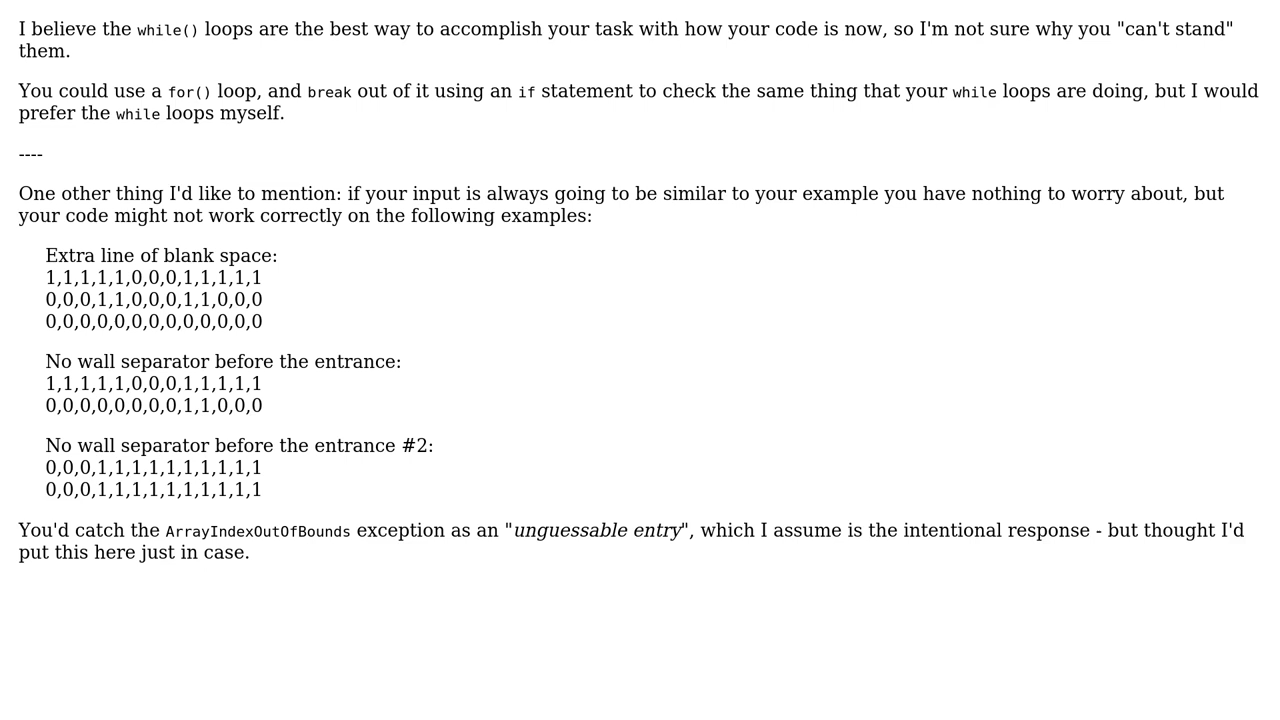 I believe the while() loops are the best way to accomplish your task with how your code is now, so I'm not sure why you "can't stand"
them.
You could use a for() loop, and break out of it using an if statement to check the same thing that your while loops are doing, but I would
prefer the while loops myself.
----
One other thing I'd like to mention: if your input is always going to be similar to your example you have nothing to worry about, but
your code might not work correctly on the following examples:
Extra line of blank space:
1,1,1,1,1,0,0,0,1,1,1,1,1
0,0,0,1,1,0,0,0,1,1,0,0,0
0,0,0,0,0,0,0,0,0,0,0,0,0
No wall separator before the entrance:
1,1,1,1,1,0,0,0,1,1,1,1,1
0,0,0,0,0,0,0,0,1,1,0,0,0
No wall separator before the entrance #2:
0,0,0,1,1,1,1,1,1,1,1,1,1
0,0,0,1,1,1,1,1,1,1,1,1,1
You'd catch the ArrayIndexOutOfBounds exception as an "unguessable entry", which I assume is the intentional response - but thought I'd
put this here just in case.